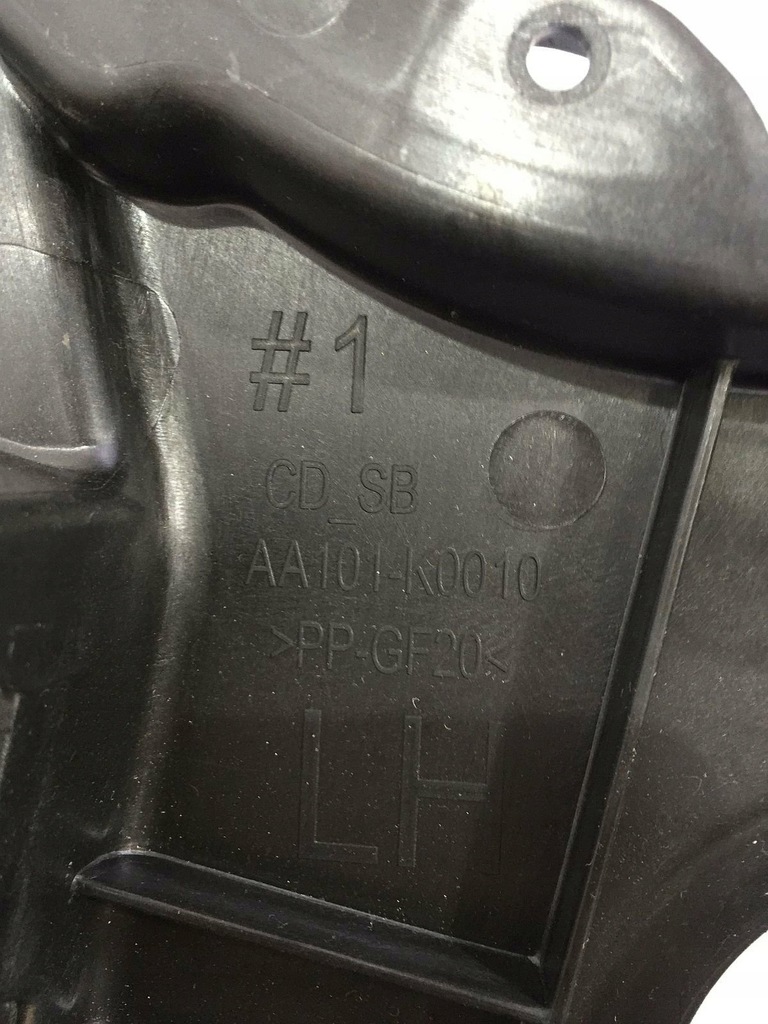 #1
CD_SB
AA101-K0010
>PP-GF20<
LH